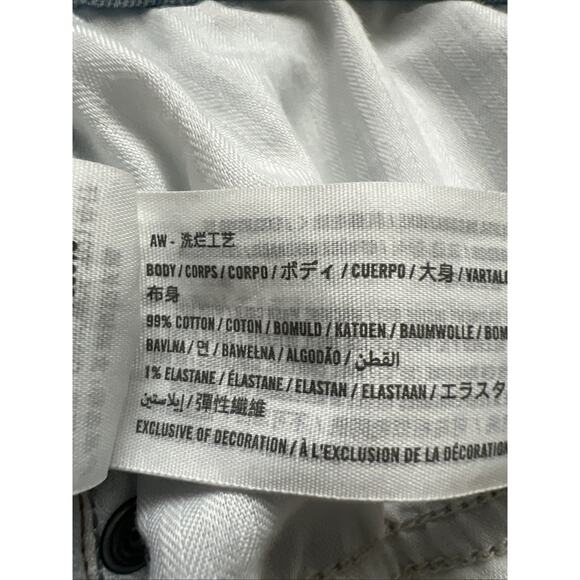 AW - 洗烂工艺
BODY / CORPS / CORPO / ボディ / CUERPO / 大身 / VARTALO
布身
99% COTTON / COTON / BOMULD / KATOEN / BAUMWOLLE / BOM
BAVLNA / 면 / BAWEŁNA / ALGODÃO / القطن /
1% ELASTANE / ÉLASTANE / ELASTAN / ELASTAAN / エラスタ
إيلاستين / 彈性纖維
EXCLUSIVE OF DECORATION / À L'EXCLUSION DE LA DÉCORATION